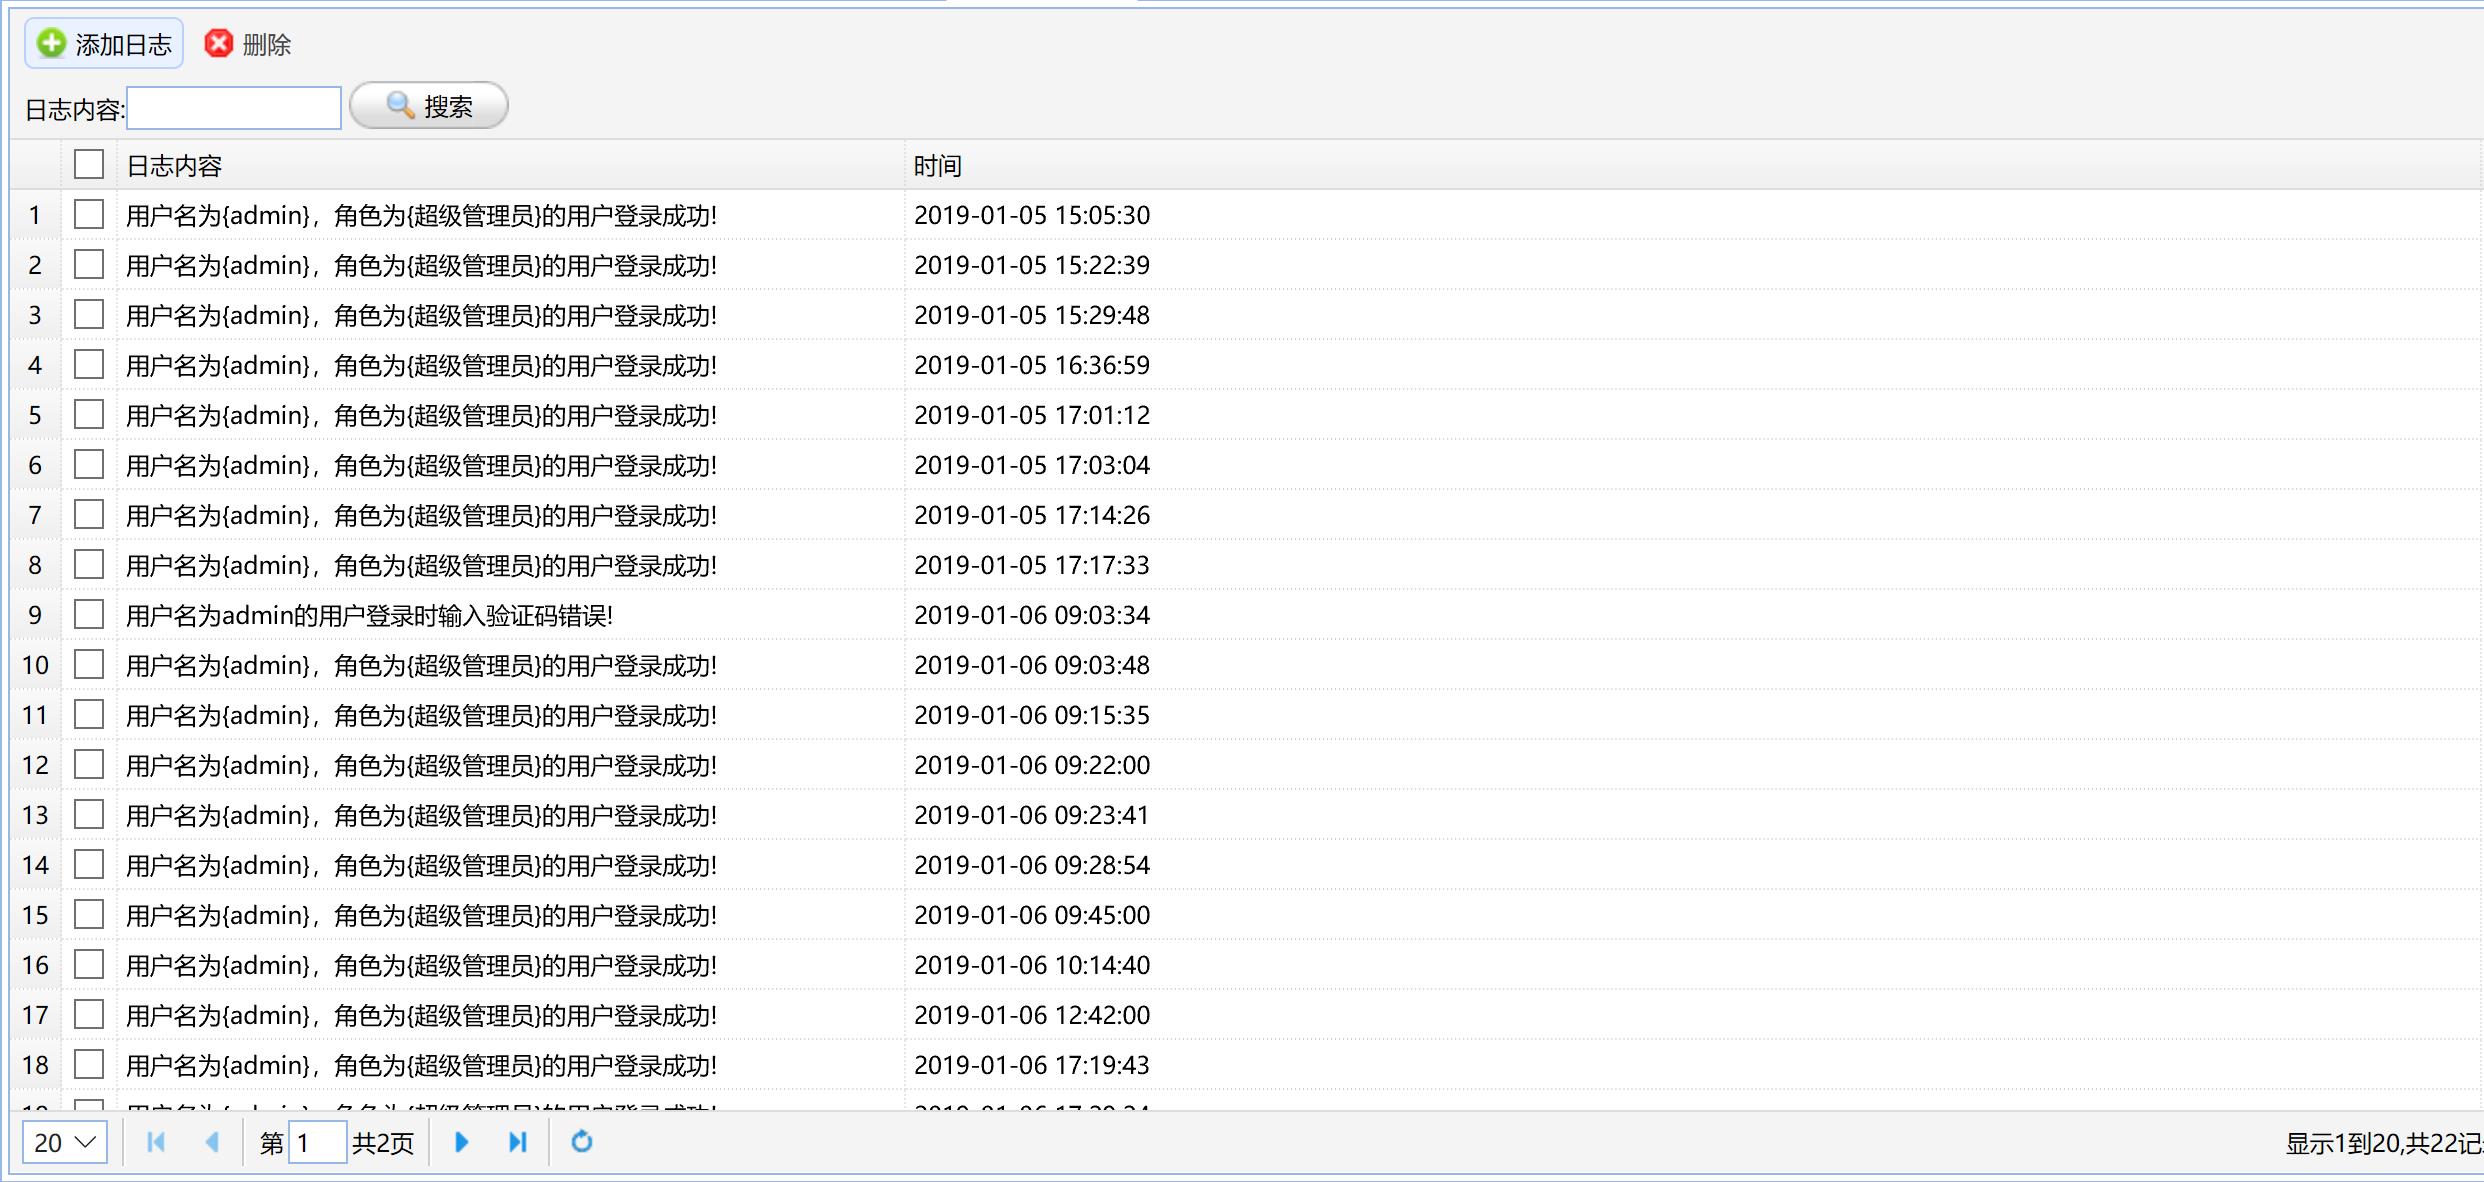 添加日志 删除
日志内容: 搜索
日志内容 时间
1 用户名为{admin}，角色为{超级管理员}的用户登录成功! 2019-01-05 15:05:30
2 用户名为{admin}，角色为{超级管理员}的用户登录成功! 2019-01-05 15:22:39
3 用户名为{admin}，角色为{超级管理员}的用户登录成功! 2019-01-05 15:29:48
4 用户名为{admin}，角色为{超级管理员}的用户登录成功! 2019-01-05 16:36:59
5 用户名为{admin}，角色为{超级管理员}的用户登录成功! 2019-01-05 17:01:12
6 用户名为{admin}，角色为{超级管理员}的用户登录成功! 2019-01-05 17:03:04
7 用户名为{admin}，角色为{超级管理员}的用户登录成功! 2019-01-05 17:14:26
8 用户名为{admin}，角色为{超级管理员}的用户登录成功! 2019-01-05 17:17:33
9 用户名为admin的用户登录时输入验证码错误! 2019-01-06 09:03:34
10 用户名为{admin}，角色为{超级管理员}的用户登录成功! 2019-01-06 09:03:48
11 用户名为{admin}，角色为{超级管理员}的用户登录成功! 2019-01-06 09:15:35
12 用户名为{admin}，角色为{超级管理员}的用户登录成功! 2019-01-06 09:22:00
13 用户名为{admin}，角色为{超级管理员}的用户登录成功! 2019-01-06 09:23:41
14 用户名为{admin}，角色为{超级管理员}的用户登录成功! 2019-01-06 09:28:54
15 用户名为{admin}，角色为{超级管理员}的用户登录成功! 2019-01-06 09:45:00
16 用户名为{admin}，角色为{超级管理员}的用户登录成功! 2019-01-06 10:14:40
17 用户名为{admin}，角色为{超级管理员}的用户登录成功! 2019-01-06 12:42:00
18 用户名为{admin}，角色为{超级管理员}的用户登录成功! 2019-01-06 17:19:43
20 第 1 共2页 显示1到20,共22记